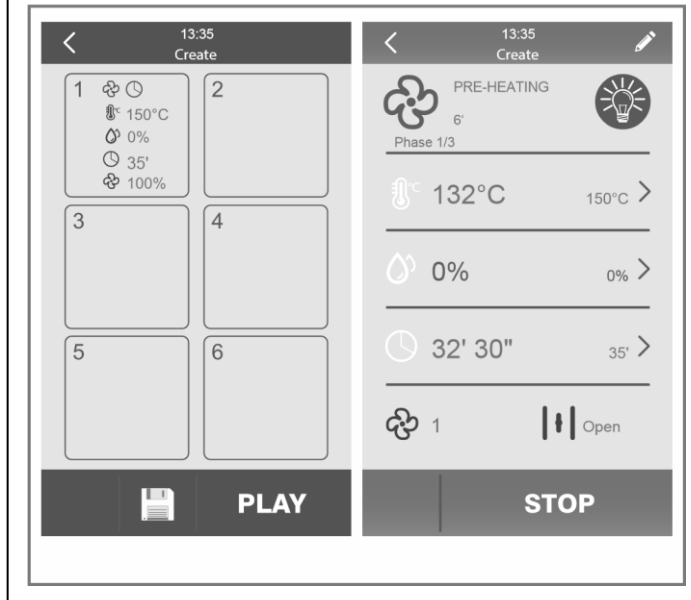 13:35
Create
1
°C 150°C
0%
35'
100%
2
3
4
5
6
PLAY
13:35
Create
PRE-HEATING
6'
Phase 1/3
°C 132°C 150°C
0% 0%
32' 30" 35'
1 Open
STOP